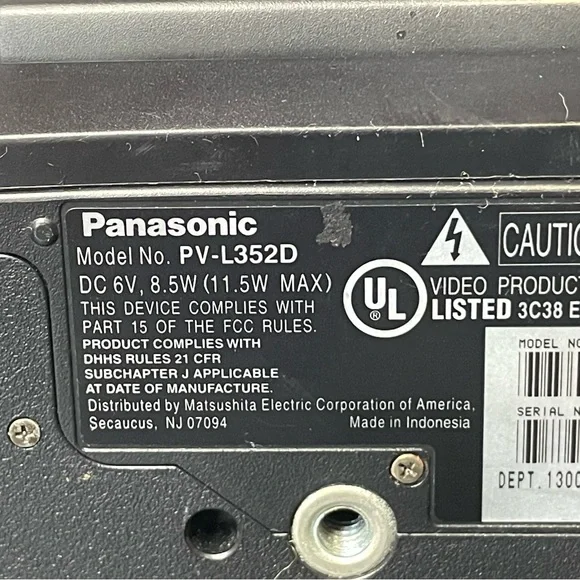 Panasonic
Model No. PV-L352D
DC 6V, 8.5W (11.5W MAX)
THIS DEVICE COMPLIES WITH
PART 15 OF THE FCC RULES.
PRODUCT COMPLIES WITH
DHHS RULES 21 CFR
SUBCHAPTER J APPLICABLE
AT DATE OF MANUFACTURE.
Distributed by Matsushita Electric Corporation of America,
Secaucus, NJ 07094
Made in Indonesia
UL
®
CAUTIO
VIDEO PRODUCT
LISTED 3C38 E
MODEL NO
SERIAL N
DEPT.1300